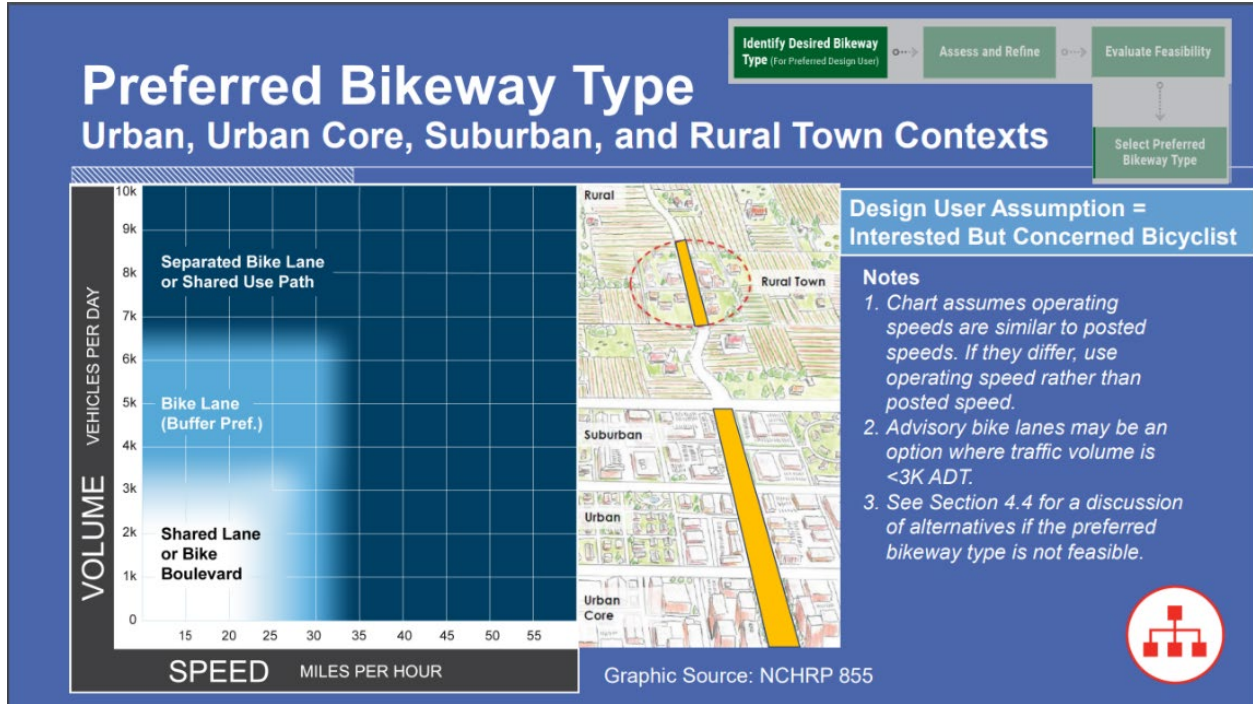 Identify Desired Bikeway
Type (For Preferred Design User)
Assess and Refine
Evaluate Feasibility
Select Preferred
Bikeway Type
Preferred Bikeway Type
Urban, Urban Core, Suburban, and Rural Town Contexts
VOLUME VEHICLES PER DAY
10k
9k
8k
7k
6k
5k
4k
3k
2k
1k
0
Separated Bike Lane
or Shared Use Path
Bike Lane
(Buffer Pref.)
Shared Lane
or Bike
Boulevard
15 20 25 30 35 40 45 50 55
SPEED MILES PER HOUR
Rural
Rural Town
Suburban
Urban
Urban
Core
Graphic Source: NCHRP 855
Design User Assumption =
Interested But Concerned Bicyclist
Notes
1. Chart assumes operating
speeds are similar to posted
speeds. If they differ, use
operating speed rather than
posted speed.
2. Advisory bike lanes may be an
option where traffic volume is
<3K ADT.
3. See Section 4.4 for a discussion
of alternatives if the preferred
bikeway type is not feasible.